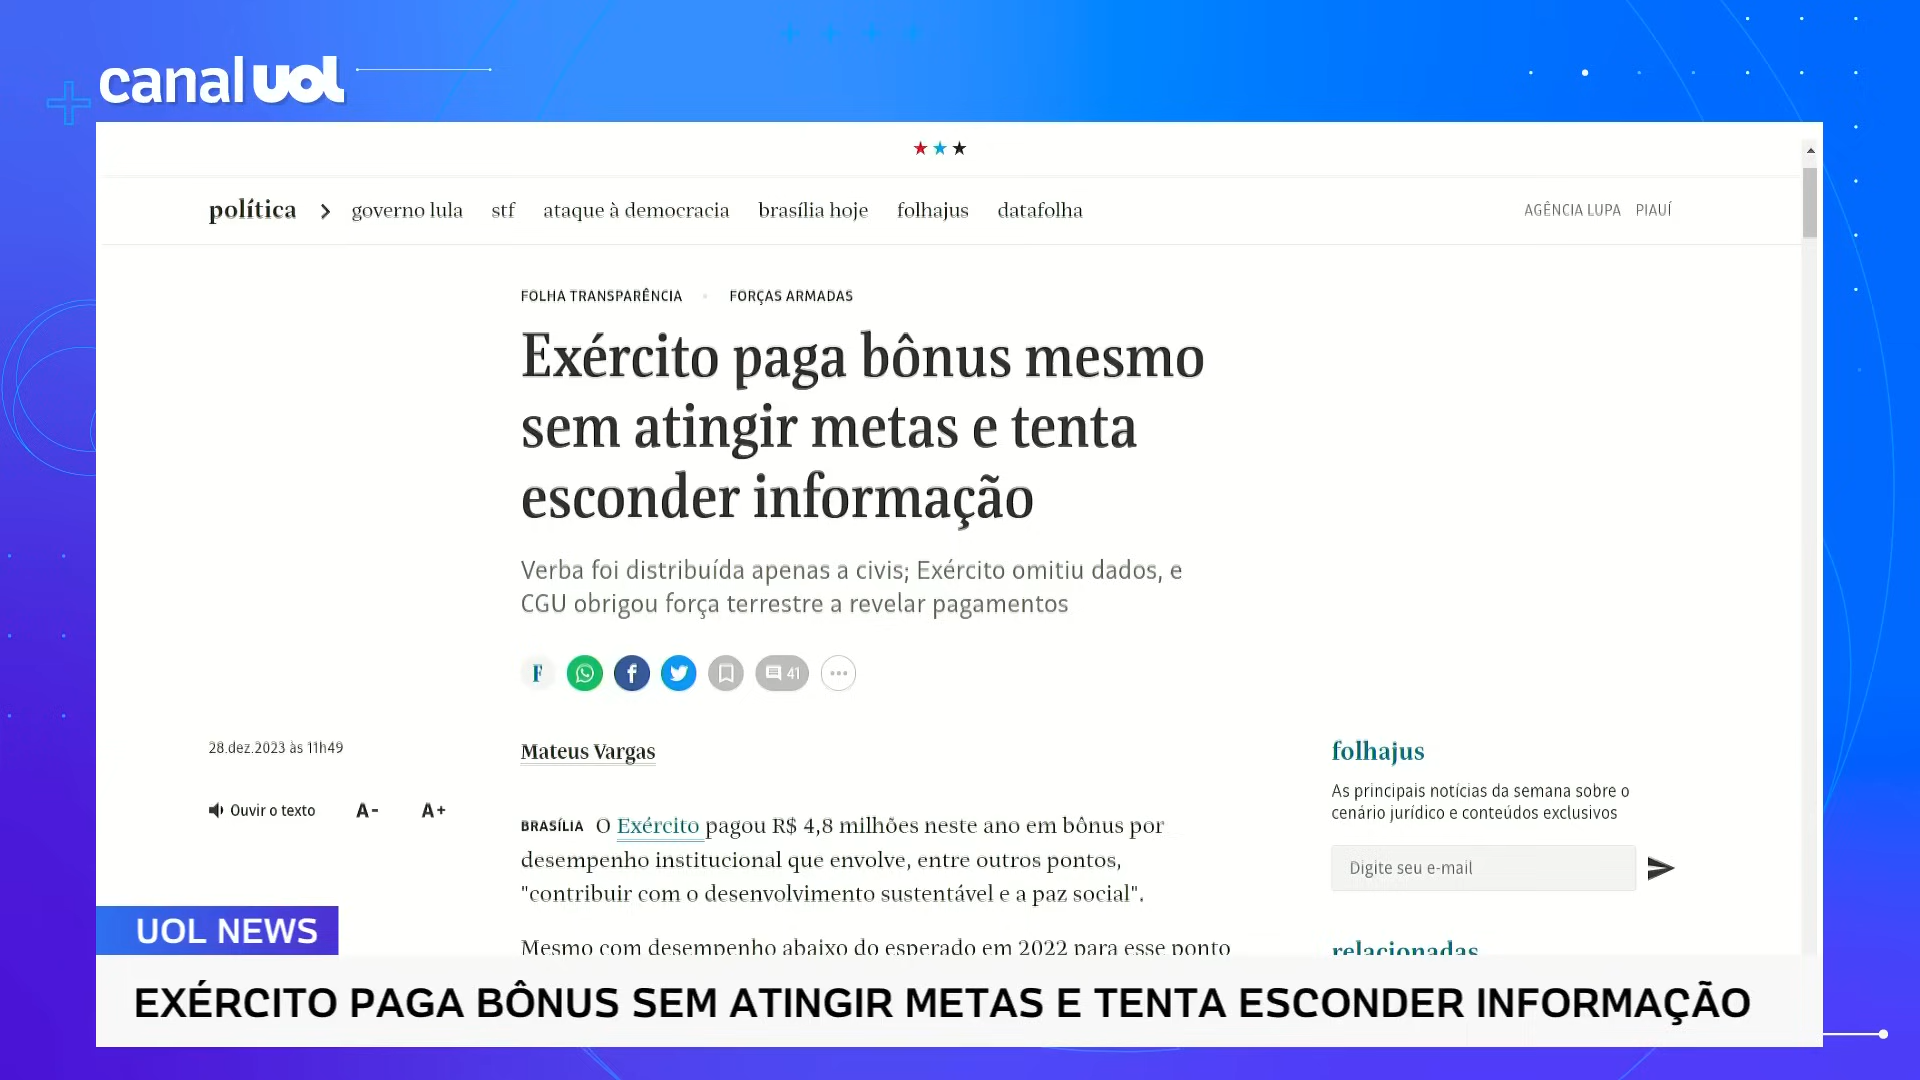 canal uol
política > governo lula stf ataque à democracia brasília hoje folhajus datafolha AGÊNCIA LUPA PIAUÍ
FOLHA TRANSPARÊNCIA • FORÇAS ARMADAS
Exército paga bônus mesmo
sem atingir metas e tenta
esconder informação
Verba foi distribuída apenas a civis; Exército omitiu dados, e
CGU obrigou força terrestre a revelar pagamentos
F 41
28.dez.2023 às 11h49
Ouvir o texto A- A+
Mateus Vargas
BRASÍLIA O Exército pagou R$ 4,8 milhões neste ano em bônus por
desempenho institucional que envolve, entre outros pontos,
"contribuir com o desenvolvimento sustentável e a paz social".
Mesmo com desempenho abaixo do esperado em 2022 para esse ponto
folhajus
As principais notícias da semana sobre o
cenário jurídico e conteúdos exclusivos
Digite seu e-mail
relacionadas
UOL NEWS
EXÉRCITO PAGA BÔNUS SEM ATINGIR METAS E TENTA ESCONDER INFORMAÇÃO